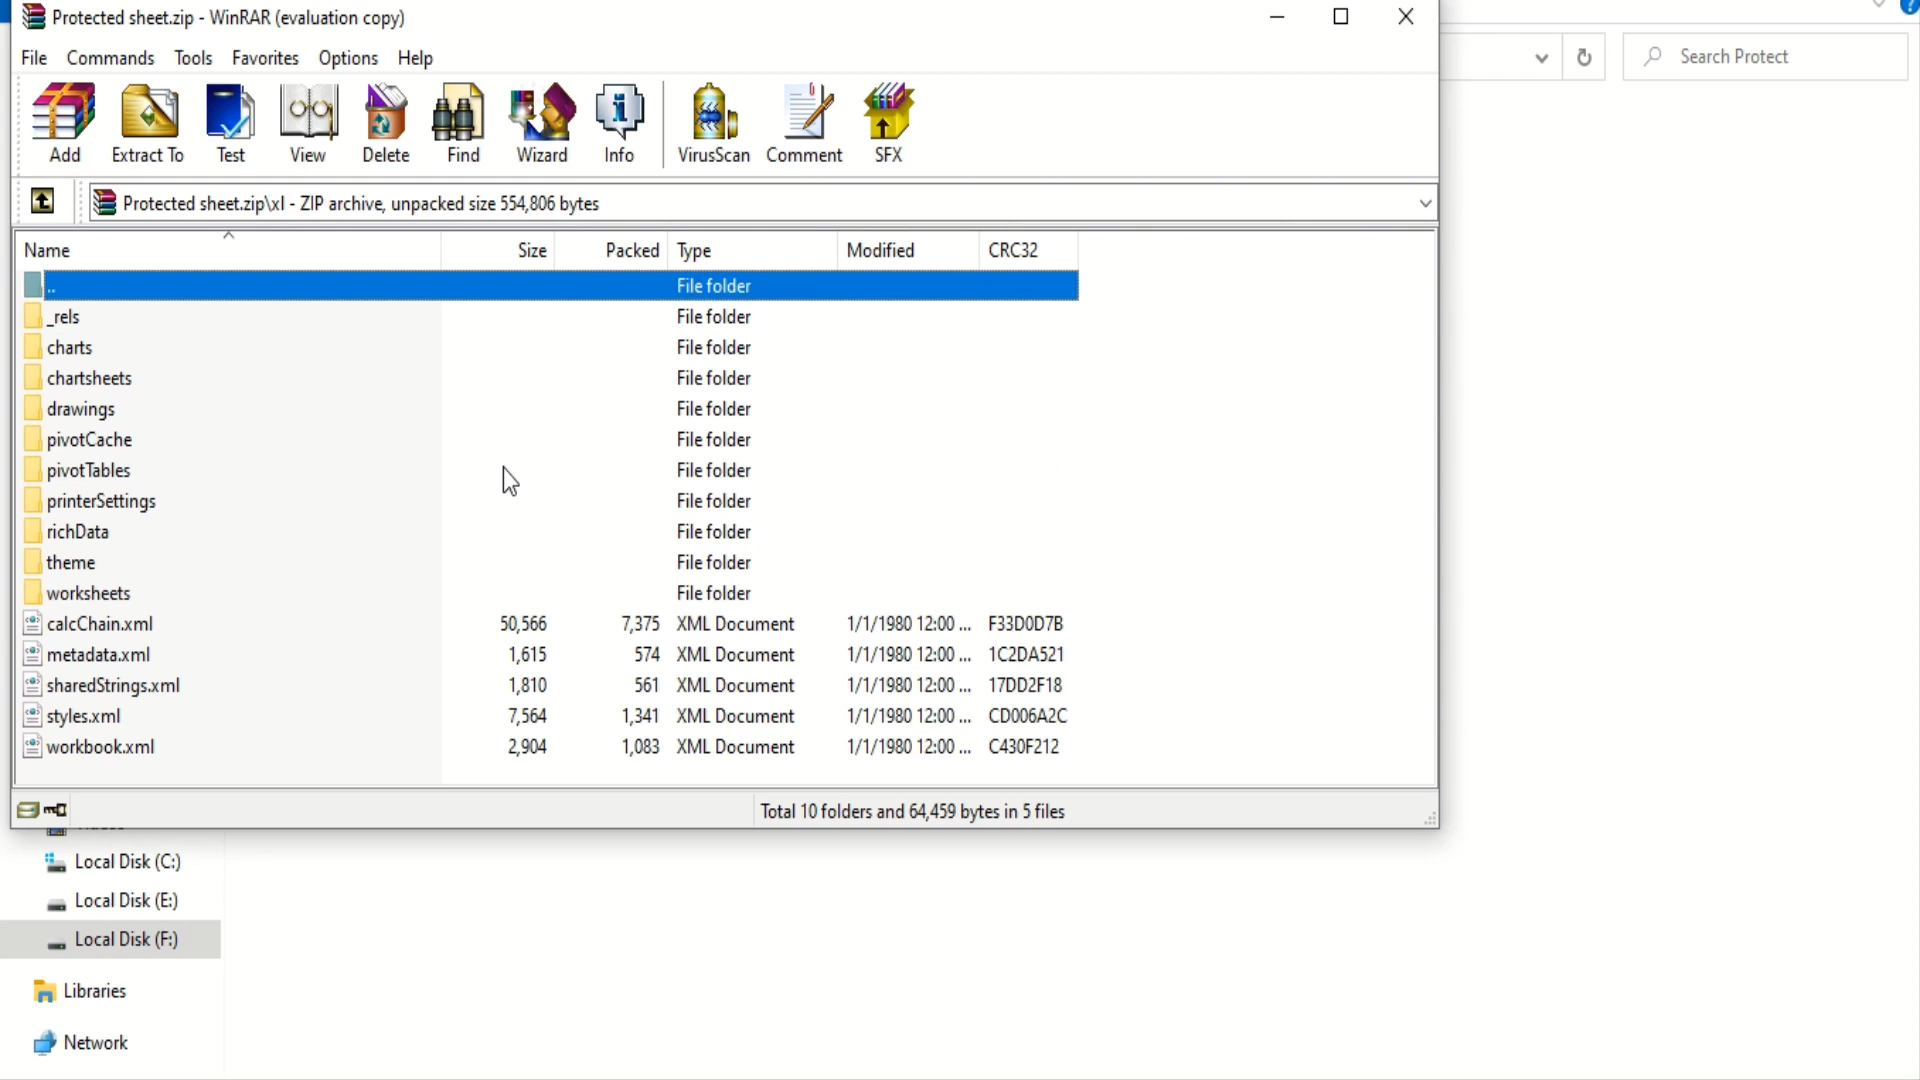 Protected sheet.zip - WinRAR (evaluation copy)
File Commands Tools Favorites Options Help
Search Protect
Add Extract To Test View Delete Find Wizard Info VirusScan Comment SFX
Protected sheet.zip\xl - ZIP archive, unpacked size 554,806 bytes
Name Size Packed Type Modified CRC32
.. File folder
_rels File folder
charts File folder
chartsheets File folder
drawings File folder
pivotCache File folder
pivotTables File folder
printerSettings File folder
richData File folder
theme File folder
worksheets File folder
calcChain.xml 50,566 7,375 XML Document 1/1/1980 12:00 ... F33D0D7B
metadata.xml 1,615 574 XML Document 1/1/1980 12:00 ... 1C2DA521
sharedStrings.xml 1,810 561 XML Document 1/1/1980 12:00 ... 17DD2F18
styles.xml 7,564 1,341 XML Document 1/1/1980 12:00 ... CD006A2C
workbook.xml 2,904 1,083 XML Document 1/1/1980 12:00 ... C430F212
Total 10 folders and 64,459 bytes in 5 files
Local Disk (C:)
Local Disk (E:)
Local Disk (F:)
Libraries
Network